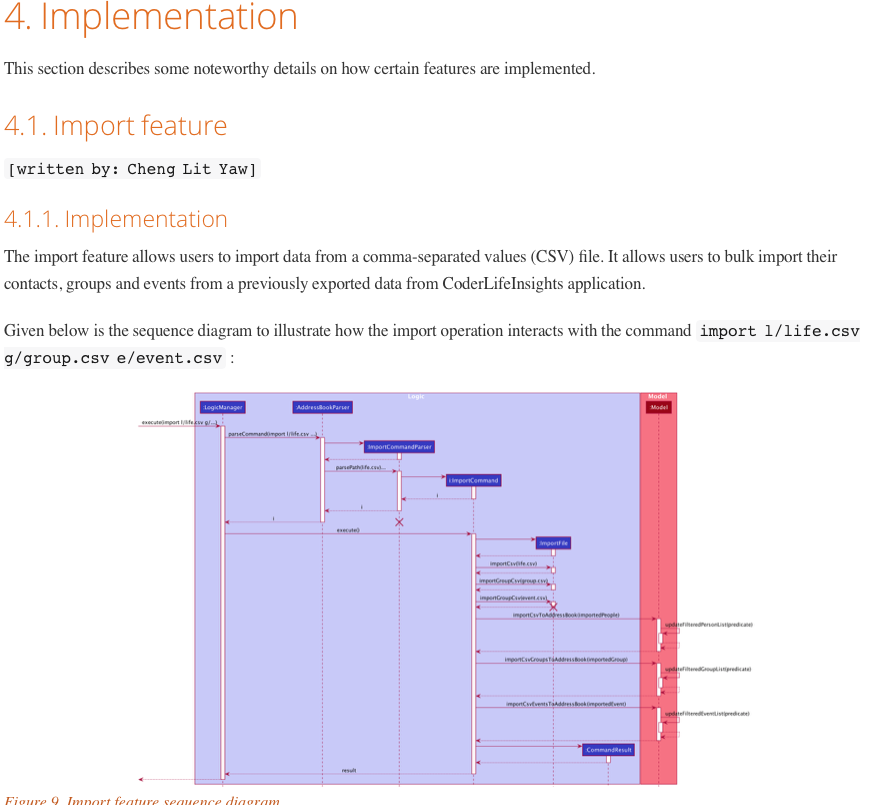 4. Implementation
This section describes some noteworthy details on how certain features are implemented.
4.1. Import feature
[written by: Cheng Lit Yaw]
4.1.1. Implementation
The import feature allows users to import data from a comma-separated values (CSV) file. It allows users to bulk import their
contacts, groups and events from a previously exported data from CoderLifeInsights application.
Given below is the sequence diagram to illustrate how the import operation interacts with the command import l/life.csv
g/group.csv e/event.csv :
Logic
Model
:LogicManager
:AddressBookParser
:Model
execute(import l/life.csv g/...)
parseCommand(import l/life.csv ...)
:ImportCommandParser
parsePath(life.csv)...
i:ImportCommand
i
i
i
execute()
:ImportFile
importCsv(life.csv)
importGroupCsv(group.csv)
importGroupCsv(event.csv)
importCsvToAddressBook(importedPeople)
updateFilteredPersonList(predicate)
importCsvGroupsToAddressBook(importedGroup)
updateFilteredGroupList(predicate)
importCsvEventsToAddressBook(importedEvent)
updateFilteredEventList(predicate)
:CommandResult
result
Figure 9. Import feature sequence diagram